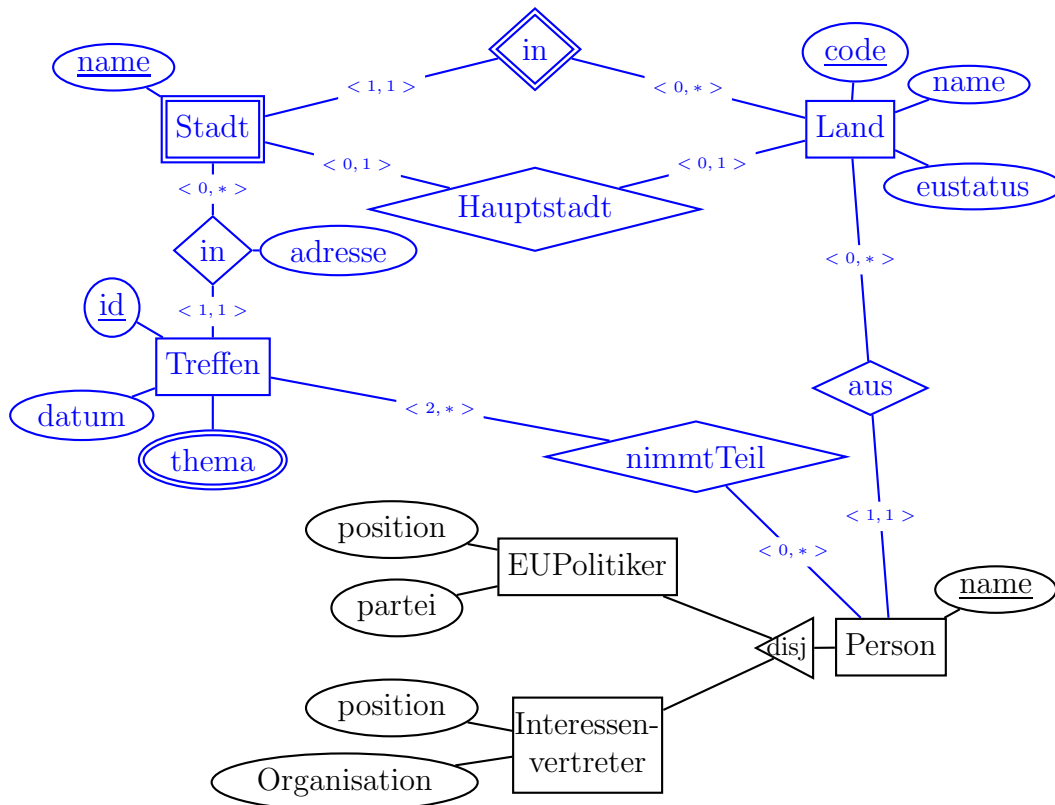 in
code
name
name
< 1, 1 >
< 0, ∗ >
Stadt
Land
< 0, 1 >
< 0, 1 >
< 0, ∗ >
eustatus
Hauptstadt
in
adresse
< 0, ∗ >
id
< 1, 1 >
Treffen
aus
datum
< 2, ∗ >
thema
nimmtTeil
< 1, 1 >
position
< 0, ∗ >
EUPolitiker
name
partei
disj
Person
position
Interessen-
vertreter
Organisation